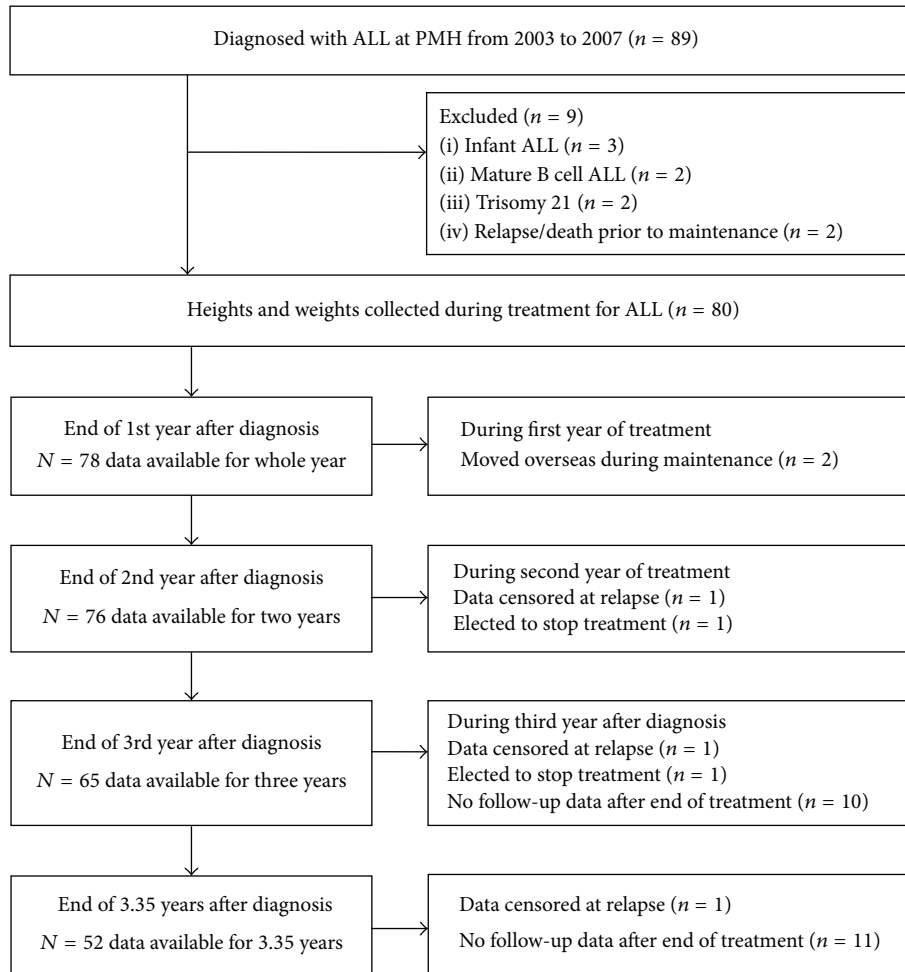 Diagnosed with ALL at PMH from 2003 to 2007 (n = 89)
Excluded (n = 9)
(i) Infant ALL (n = 3)
(ii) Mature B cell ALL (n = 2)
(iii) Trisomy 21 (n = 2)
(iv) Relapse/death prior to maintenance (n = 2)
Heights and weights collected during treatment for ALL (n = 80)
End of 1st year after diagnosis
N = 78 data available for whole year
During first year of treatment
Moved overseas during maintenance (n = 2)
End of 2nd year after diagnosis
N = 76 data available for two years
During second year of treatment
Data censored at relapse (n = 1)
Elected to stop treatment (n = 1)
End of 3rd year after diagnosis
N = 65 data available for three years
During third year after diagnosis
Data censored at relapse (n = 1)
Elected to stop treatment (n = 1)
No follow-up data after end of treatment (n = 10)
End of 3.35 years after diagnosis
N = 52 data available for 3.35 years
Data censored at relapse (n = 1)
No follow-up data after end of treatment (n = 11)